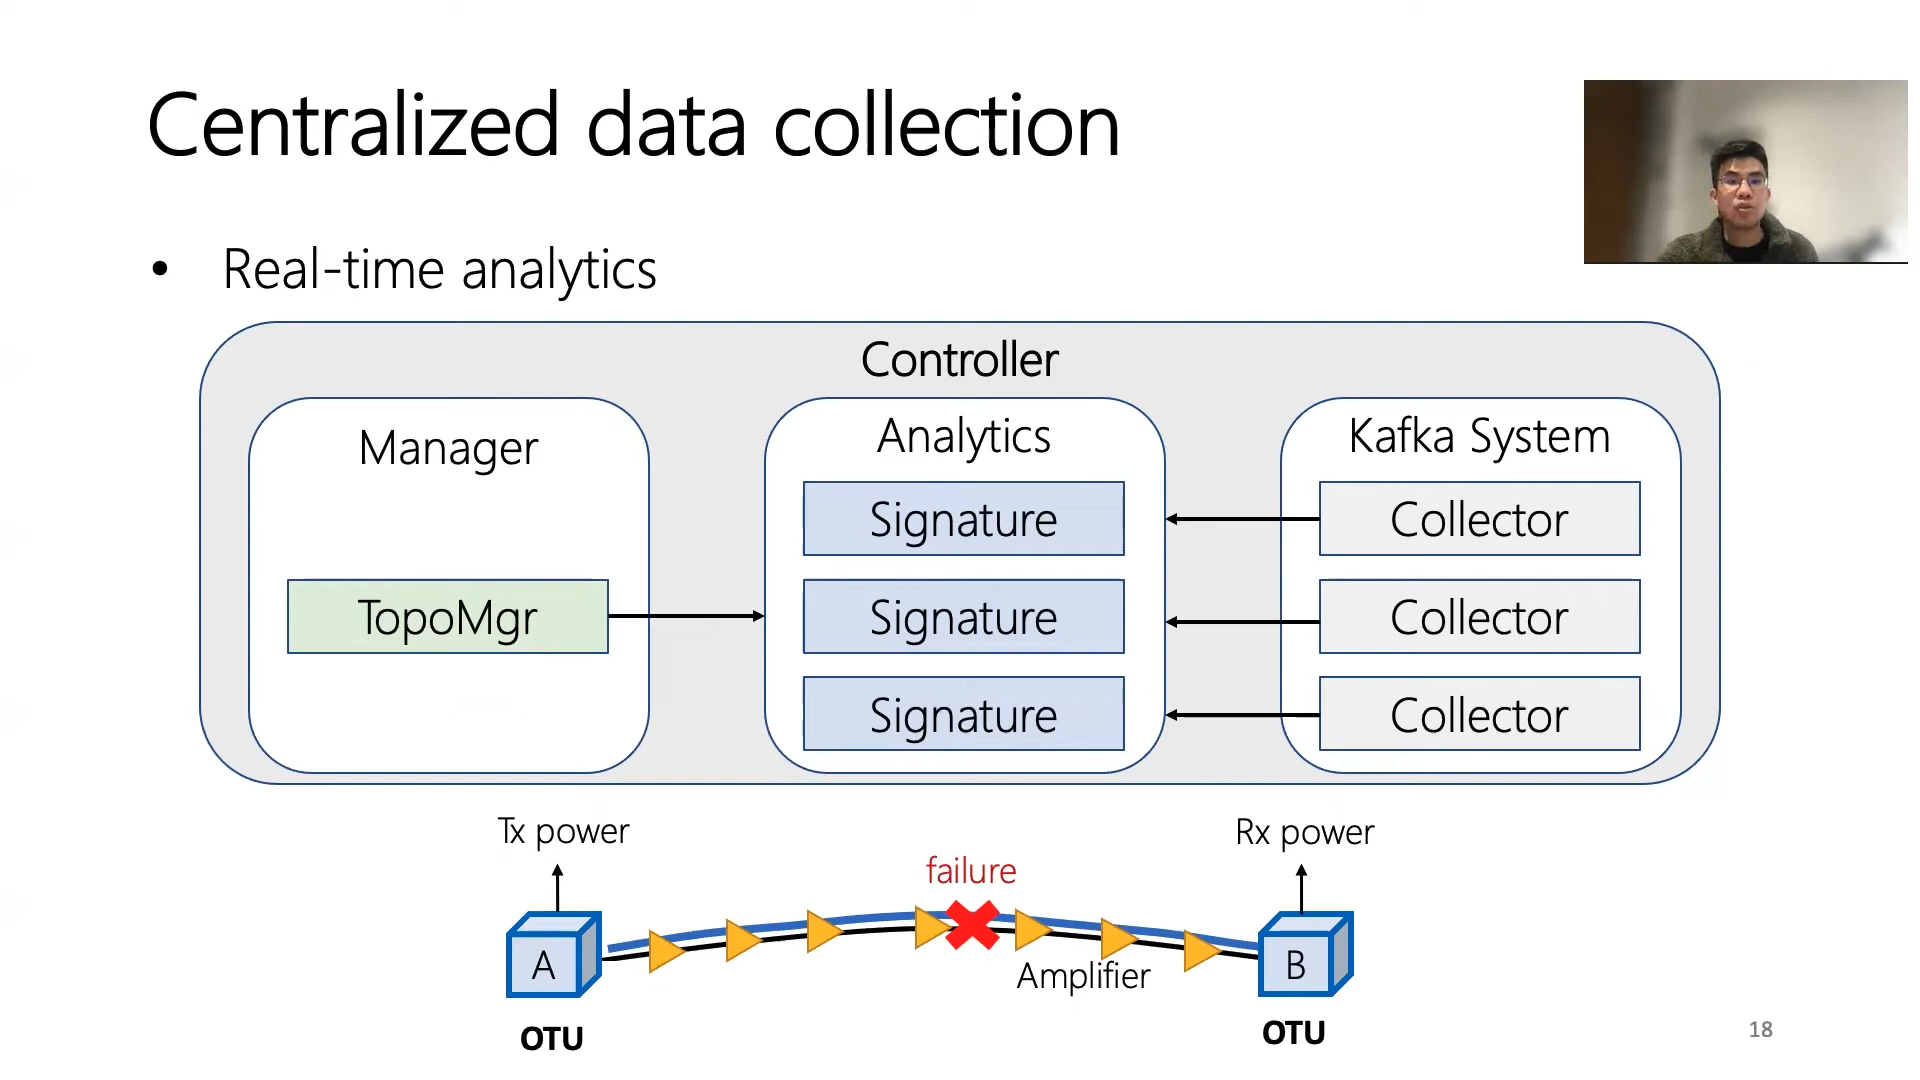 Centralized data collection
• Real-time analytics
Controller
Manager
Analytics
Kafka System
Signature
Collector
TopoMgr
Signature
Collector
Signature
Collector
Tx power
Rx power
failure
A
B
Amplifier
OTU
OTU
18